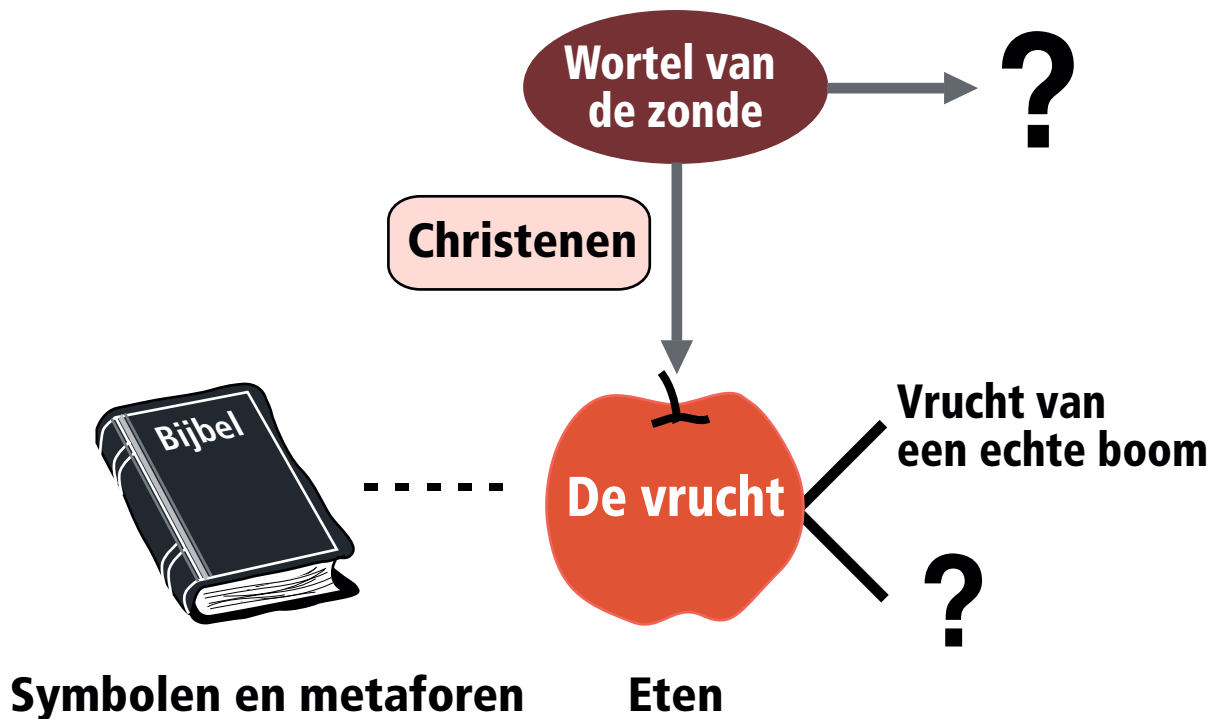 Wortel van
de zonde
?
Christenen
Bijbel
De vrucht
Vrucht van
een echte boom
?
Symbolen en metaforen
Eten